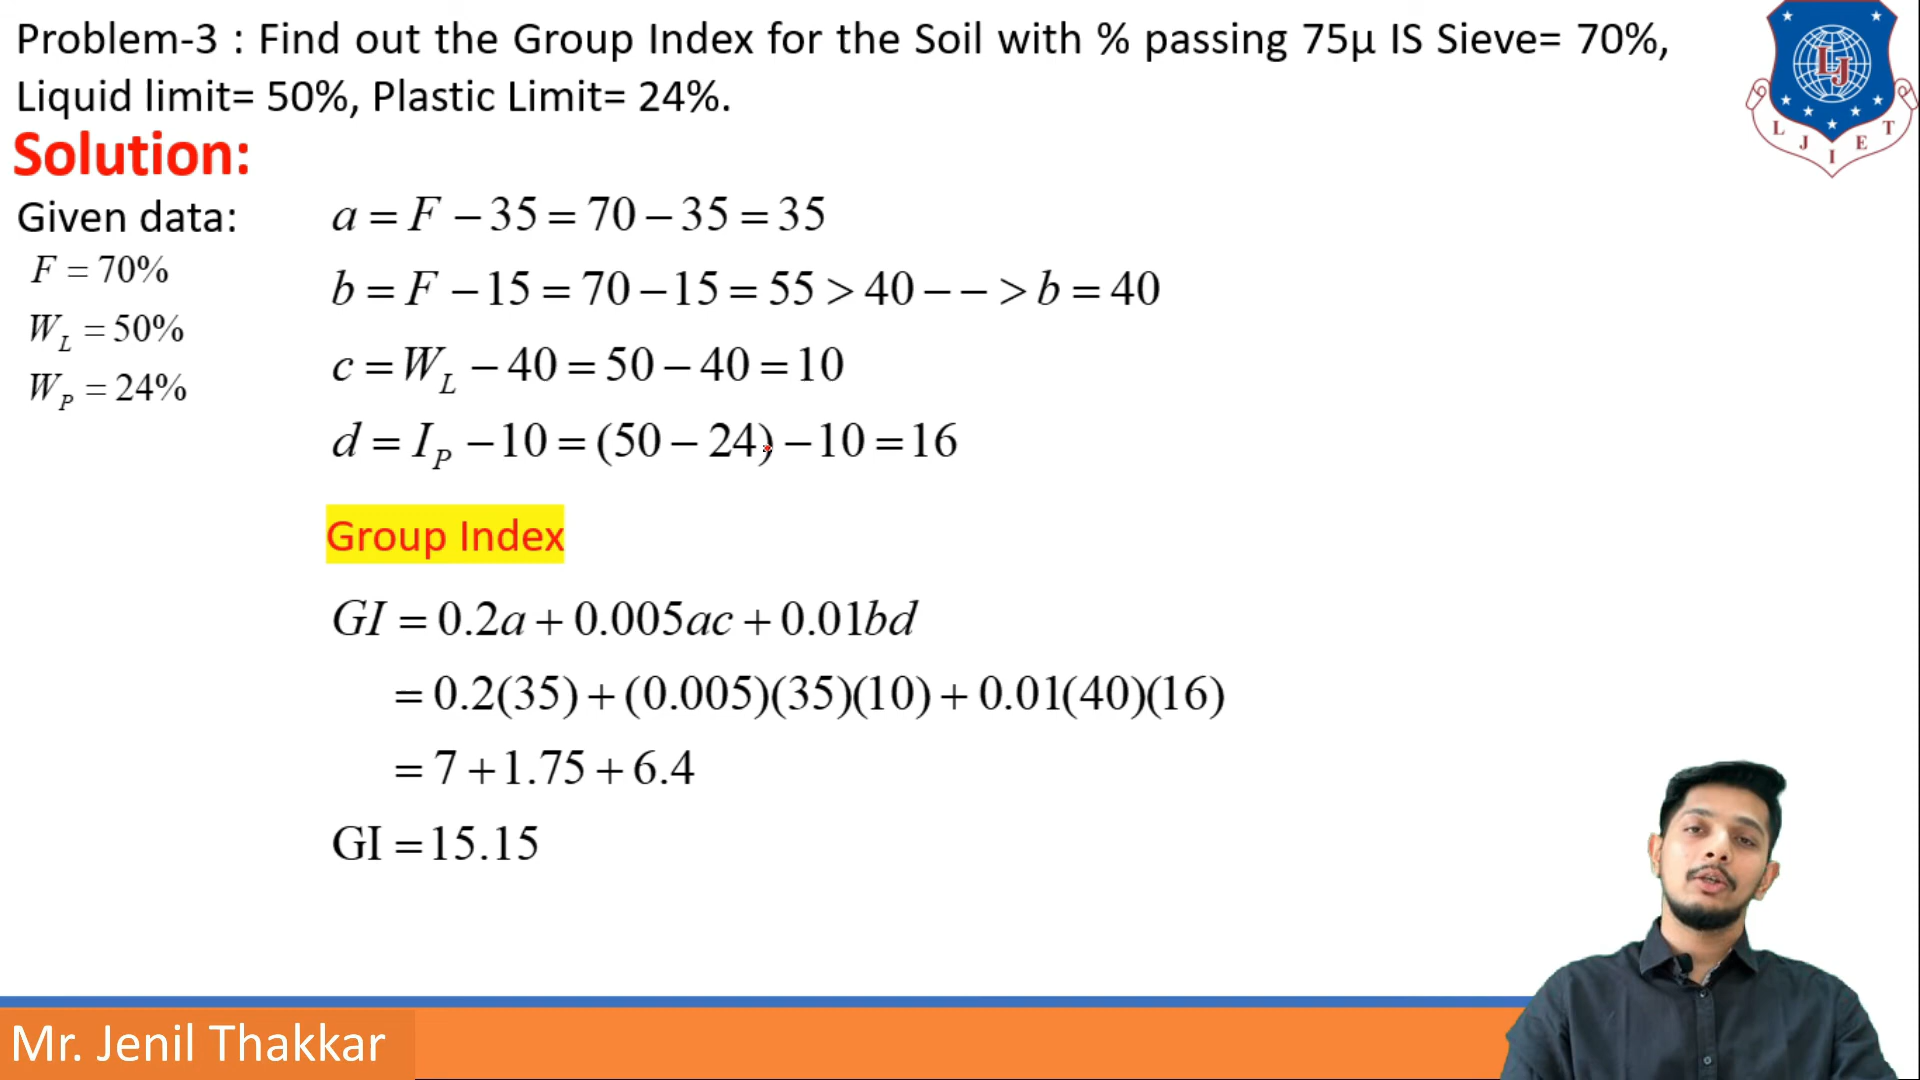 Problem-3 : Find out the Group Index for the Soil with % passing 75µ IS Sieve= 70%,
Liquid limit= 50%, Plastic Limit= 24%.
LJ
L J I E T
Solution:
Given data:
F = 70%
W_L = 50%
W_P = 24%
a = F − 35 = 70 − 35 = 35
b = F − 15 = 70 − 15 = 55 > 40 − − > b = 40
c = W_L − 40 = 50 − 40 = 10
d = I_P − 10 = (50 − 24) − 10 = 16
Group Index
GI = 0.2a + 0.005ac + 0.01bd
= 0.2(35) + (0.005)(35)(10) + 0.01(40)(16)
= 7 + 1.75 + 6.4
GI = 15.15
Mr. Jenil Thakkar